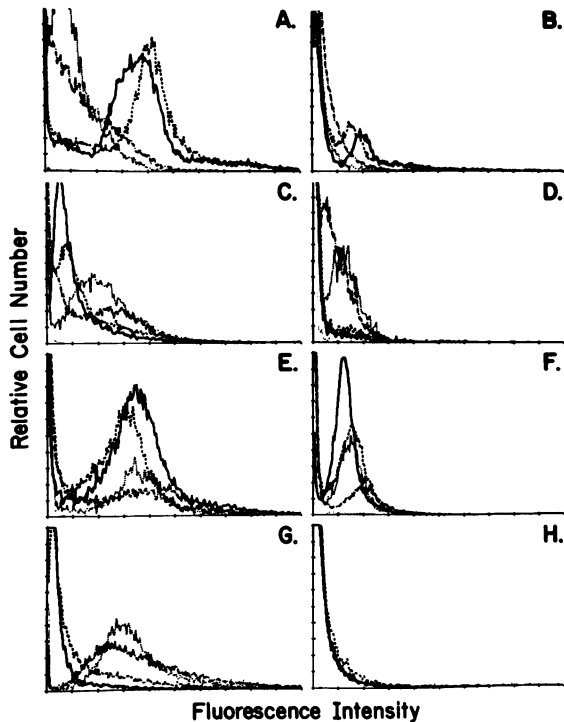 A.
B.
C.
D.
E.
F.
G.
H.
Relative Cell Number
Fluorescence Intensity